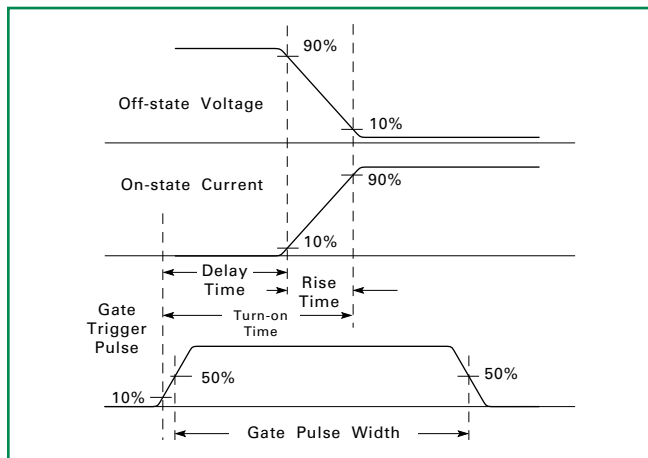 90%
Off-state Voltage
10%
On-state Current
90%
10%
Delay
Time
Rise
Time
Turn-on
Time
Gate
Trigger
Pulse
50%
50%
10%
Gate Pulse Width